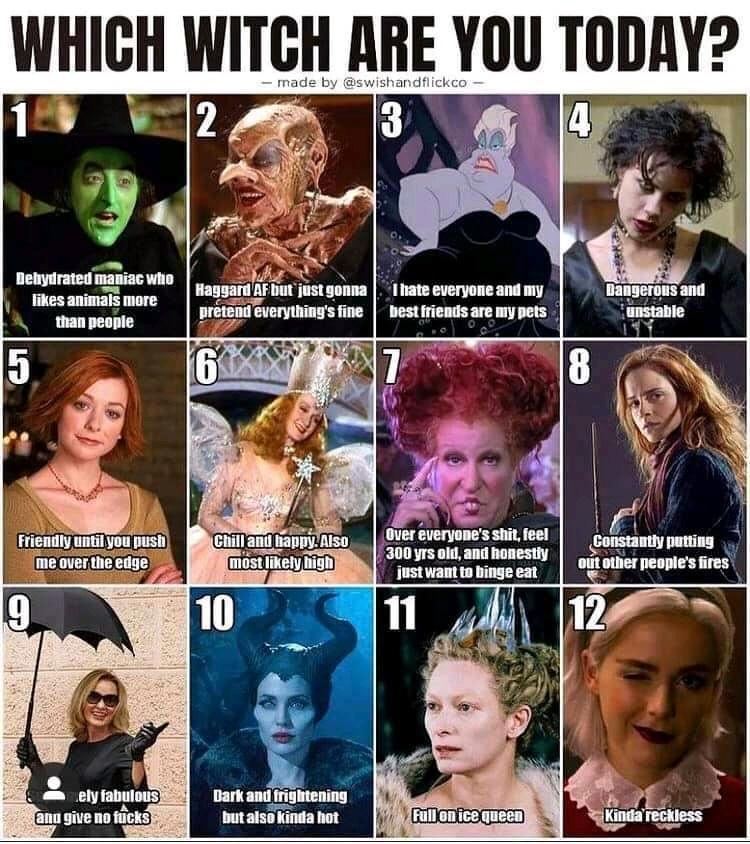 WHICH WITCH ARE YOU TODAY?
— made by @swishandflickco —
1
Dehydrated maniac who
likes animals more
than people
2
Haggard AF but just gonna
pretend everything's fine
3
I hate everyone and my
best friends are my pets
4
Dangerous and
unstable
5
Friendly until you push
me over the edge
6
Chill and happy. Also
most likely high
7
Over everyone's shit, feel
300 yrs old, and honestly
just want to binge eat
8
Constantly putting
out other people's fires
9
ely fabulous
and give no fucks
10
Dark and frightening
but also kinda hot
11
Full on ice queen
12
Kinda reckless